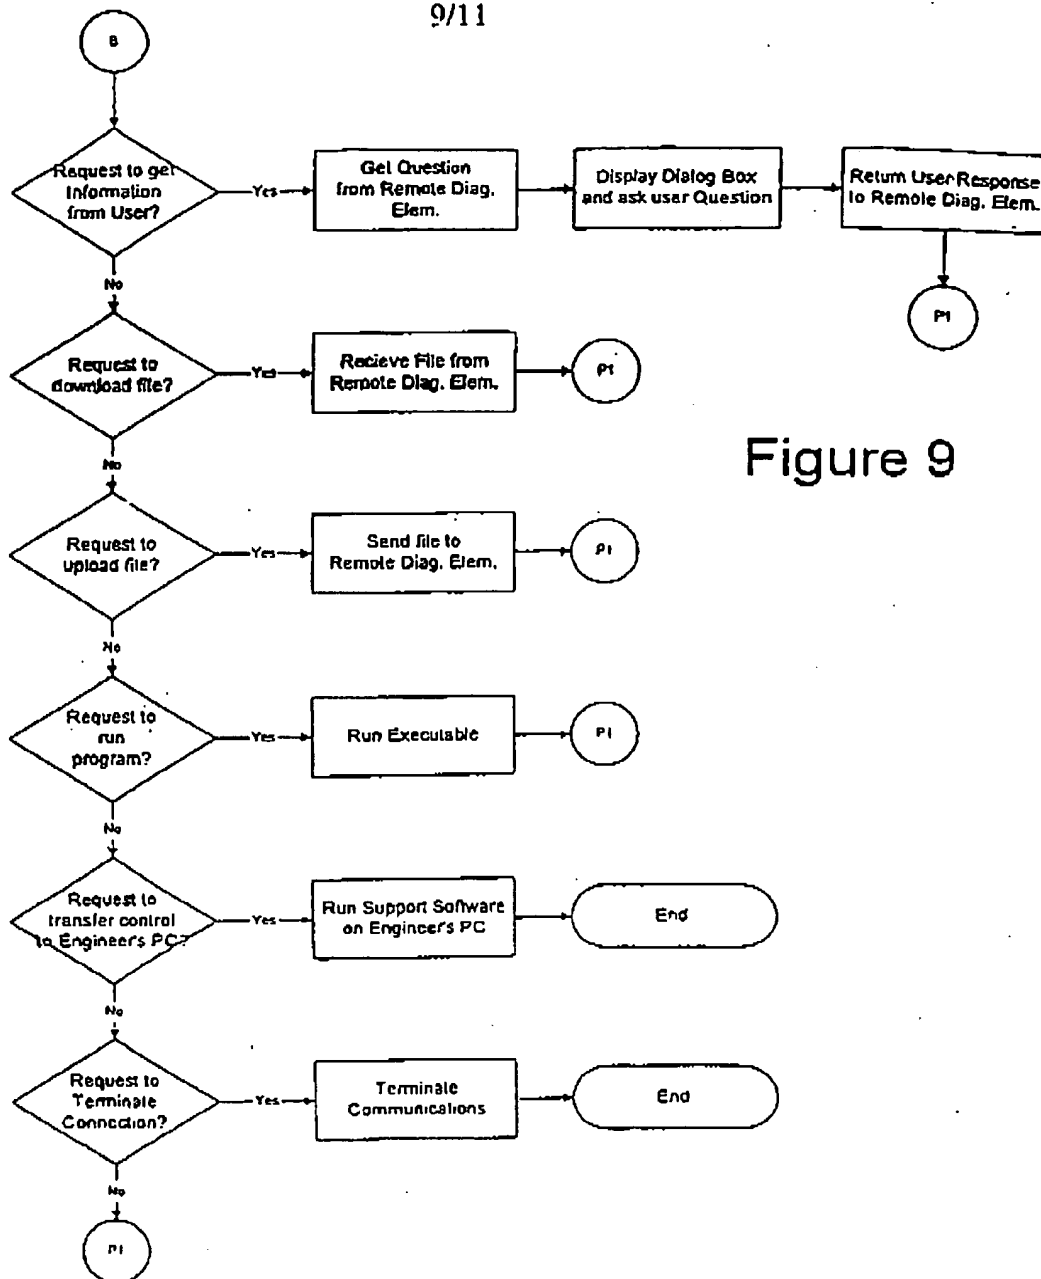 9/11
B
Request to get
Information
from User?
Yes
Get Question
from Remote Diag.
Elem.
Display Dialog Box
and ask user Question
Return User Response
to Remote Diag. Elem.
P1
No
Request to
download file?
Yes
Recieve File from
Remote Diag. Elem.
P1
Figure 9
No
Request to
upload file?
Yes
Send file to
Remote Diag. Elem.
P1
No
Request to
run
program?
Yes
Run Executable
P1
No
Request to
transfer control
to Engineer's PC?
Yes
Run Support Software
on Engineer's PC
End
No
Request to
Terminate
Connection?
Yes
Terminate
Communications
End
No
P1